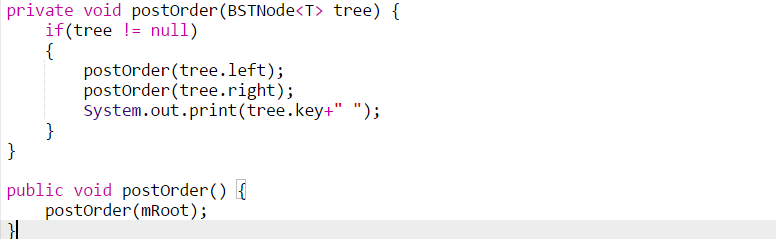 private void postOrder(BSTNode<T> tree) {
    if(tree != null)
    {
        postOrder(tree.left);
        postOrder(tree.right);
        System.out.print(tree.key+" ");
    }
}

public void postOrder() {
    postOrder(mRoot);
}